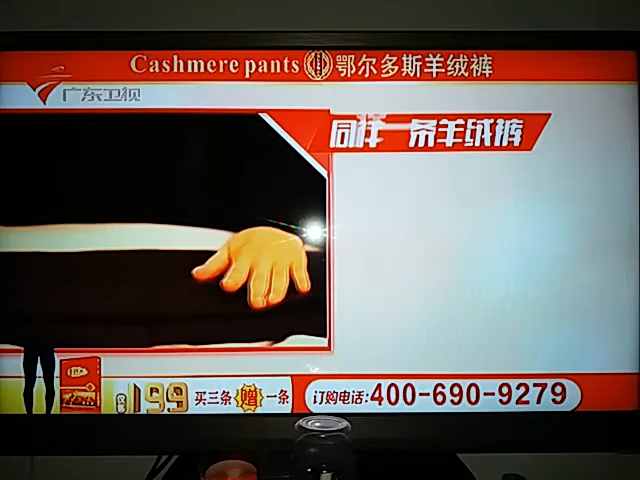 Cashmere pants 鄂尔多斯羊绒裤
广东卫视
同样一条羊绒裤
199 买三条赠一条
订购电话:400-690-9279